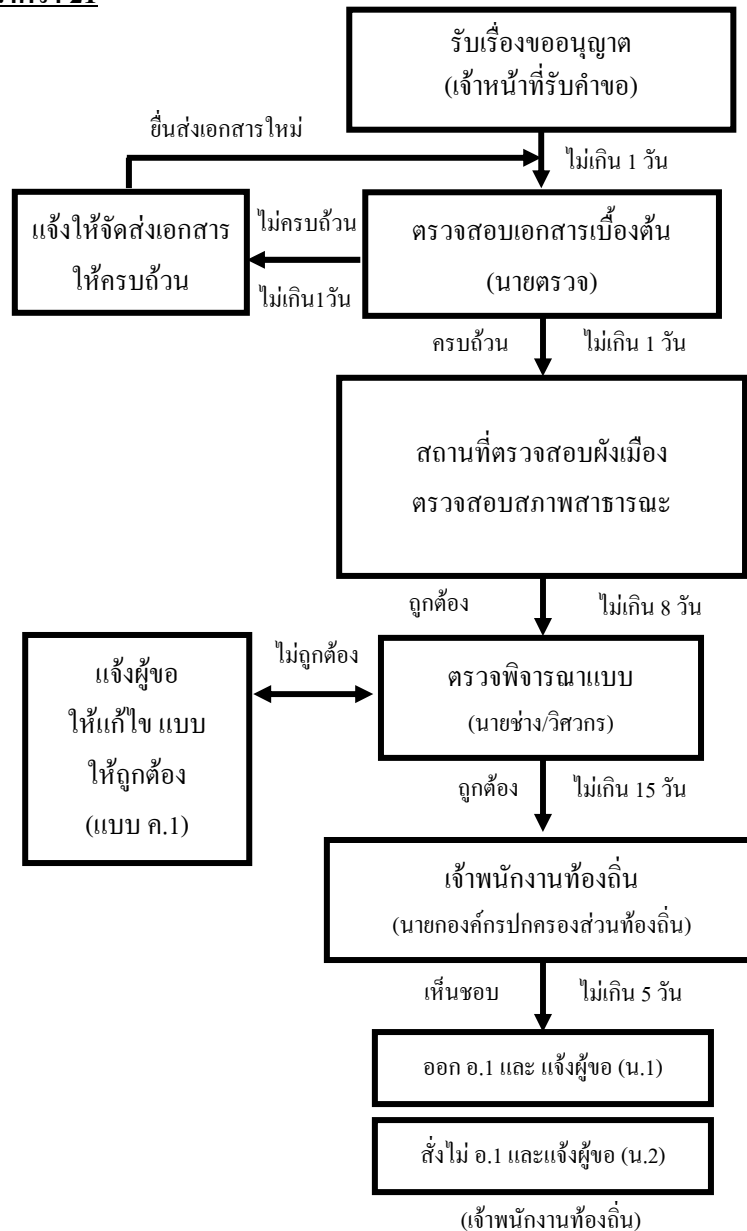 รับเรื่องขออนุญาต
(เจ้าหน้าที่รับคำขอ)
ยื่นส่งเอกสารใหม่
ไม่เกิน 1 วัน
แจ้งให้จัดส่งเอกสาร
ให้ครบถ้วน
ไม่ครบถ้วน
ไม่เกิน1วัน
ตรวจสอบเอกสารเบื้องต้น
(นายตรวจ)
ครบถ้วน
ไม่เกิน 1 วัน
สถานที่ตรวจสอบผังเมือง
ตรวจสอบสภาพสาธารณะ
ถูกต้อง
ไม่เกิน 8 วัน
แจ้งผู้ขอ
ให้แก้ไข แบบ
ให้ถูกต้อง
(แบบ ค.1)
ไม่ถูกต้อง
ตรวจพิจารณาแบบ
(นายช่าง/วิศวกร)
ถูกต้อง
ไม่เกิน 15 วัน
เจ้าพนักงานท้องถิ่น
(นายกองค์กรปกครองส่วนท้องถิ่น)
เห็นชอบ
ไม่เกิน 5 วัน
ออก อ.1 และ แจ้งผู้ขอ (น.1)
สั่งไม่ อ.1 และแจ้งผู้ขอ (น.2)
(เจ้าพนักงานท้องถิ่น)